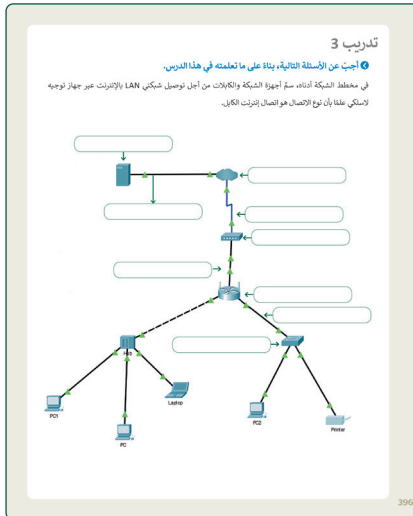 تدريب 3
أجب عن الأسئلة التالية، بناءً على ما تعلمته في هذا الدرس.
في مخطط الشبكة أدناه، سمِّ أجهزة الشبكة والكابلات من أجل توصيل شبكتي LAN بالإنترنت عبر جهاز توجيه
لاسلكي علمًا بأن نوع الاتصال هو اتصال إنترنت الكابل.
Laptop
PC1
PC2
Printer
PC
396